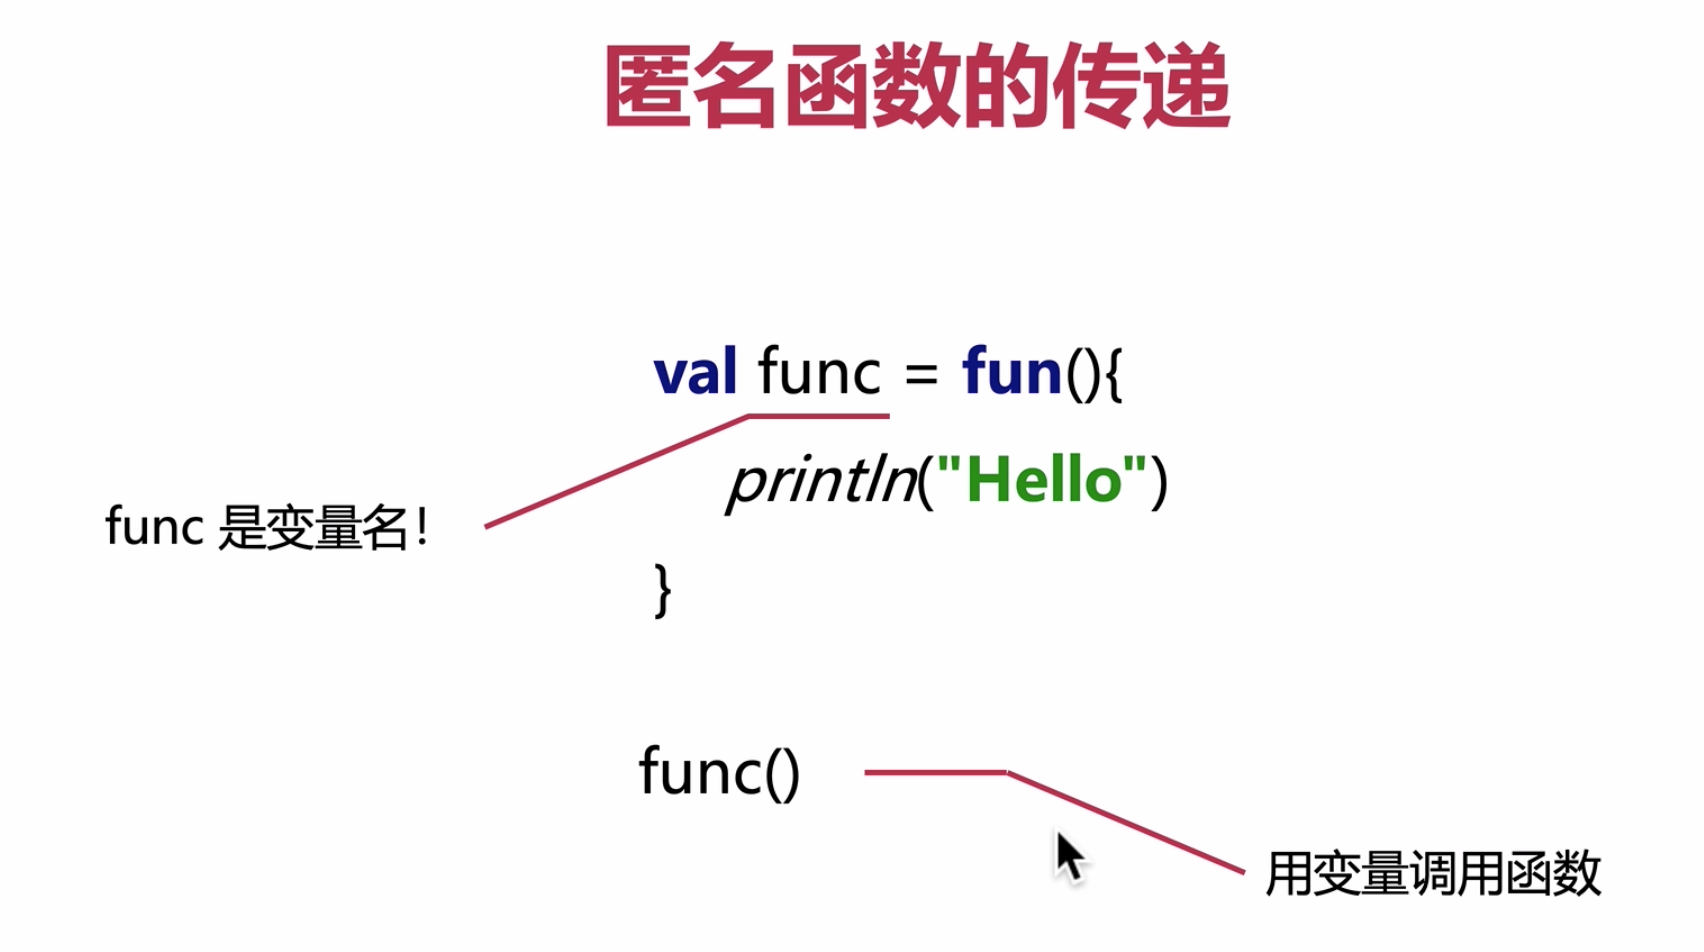 匿名函数的传递
val func = fun(){
println("Hello")
func 是变量名！
}
func()
用变量调用函数